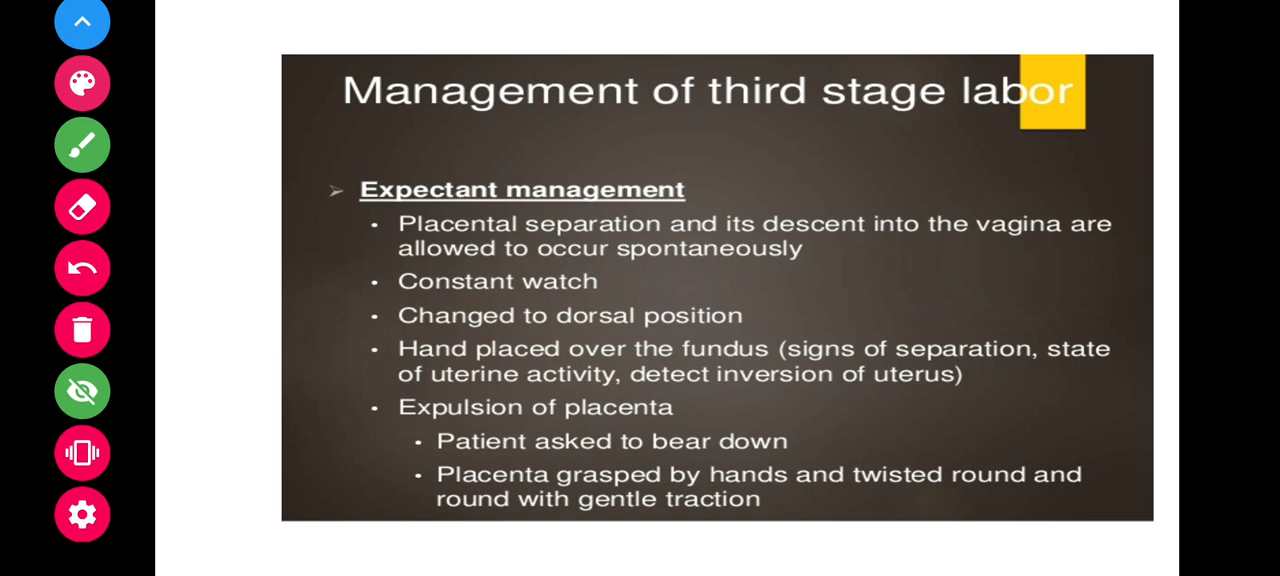 Management of third stage labor
➢ Expectant management
• Placental separation and its descent into the vagina are
allowed to occur spontaneously
• Constant watch
• Changed to dorsal position
• Hand placed over the fundus (signs of separation, state
of uterine activity, detect inversion of uterus)
• Expulsion of placenta
• Patient asked to bear down
• Placenta grasped by hands and twisted round and
round with gentle traction